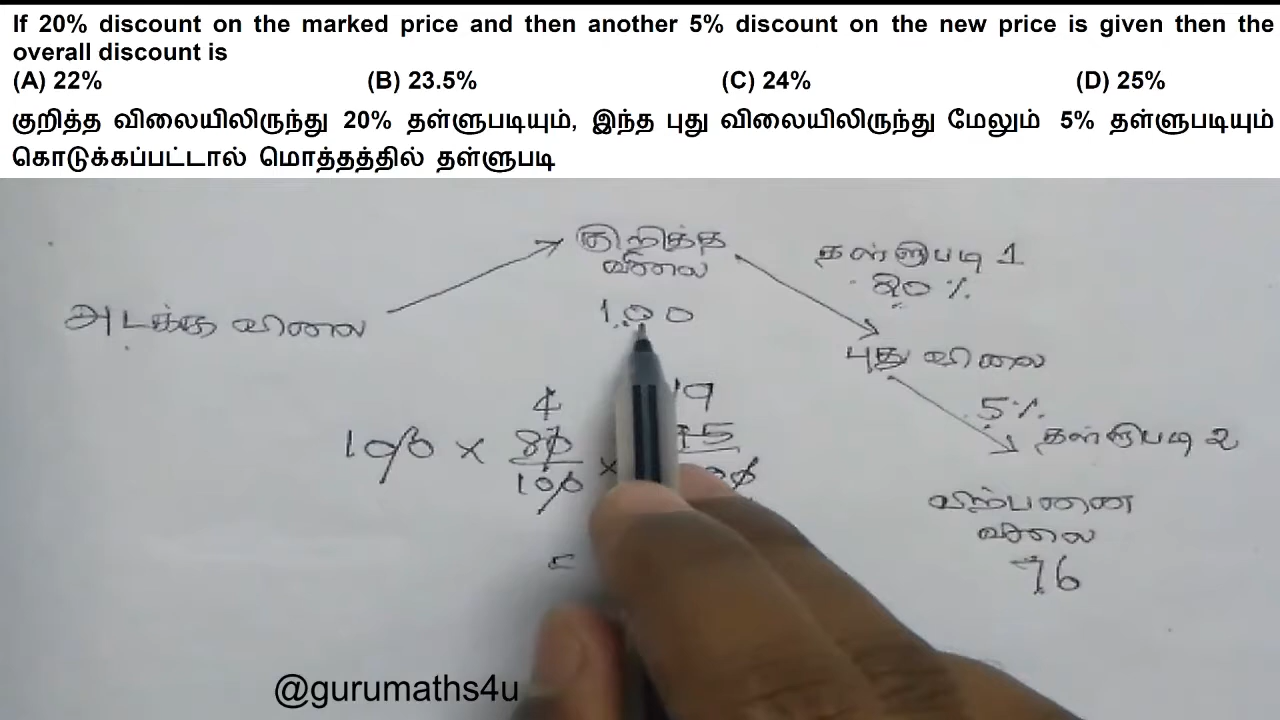 If 20% discount on the marked price and then another 5% discount on the new price is given then the
overall discount is
(A) 22% (B) 23.5% (C) 24% (D) 25%
குறித்த விலையிலிருந்து 20% தள்ளுபடியும், இந்த புது விலையிலிருந்து மேலும் 5% தள்ளுபடியும்
கொடுக்கப்பட்டால் மொத்தத்தில் தள்ளுபடி
குறித்த
விலை
100
தள்ளுபடி 1
20%
அடக்க விலை
புது விலை
5%
தள்ளுபடி 2
4 19
100 × 80 × 95
100
விற்பனை
விலை
76
@gurumaths4u